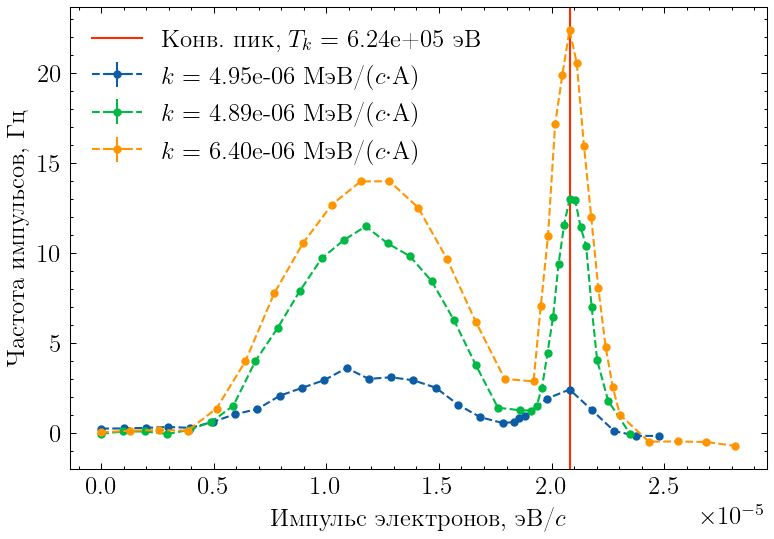 Конв. пик, T_k = 6.24e+05 эВ
k = 4.95e-06 МэВ/(c·А)
k = 4.89e-06 МэВ/(c·А)
k = 6.40e-06 МэВ/(c·А)
Частота импульсов, Гц
20
15
10
5
0
0.0 0.5 1.0 1.5 2.0 2.5
×10⁻⁵
Импульс электронов, эВ/c